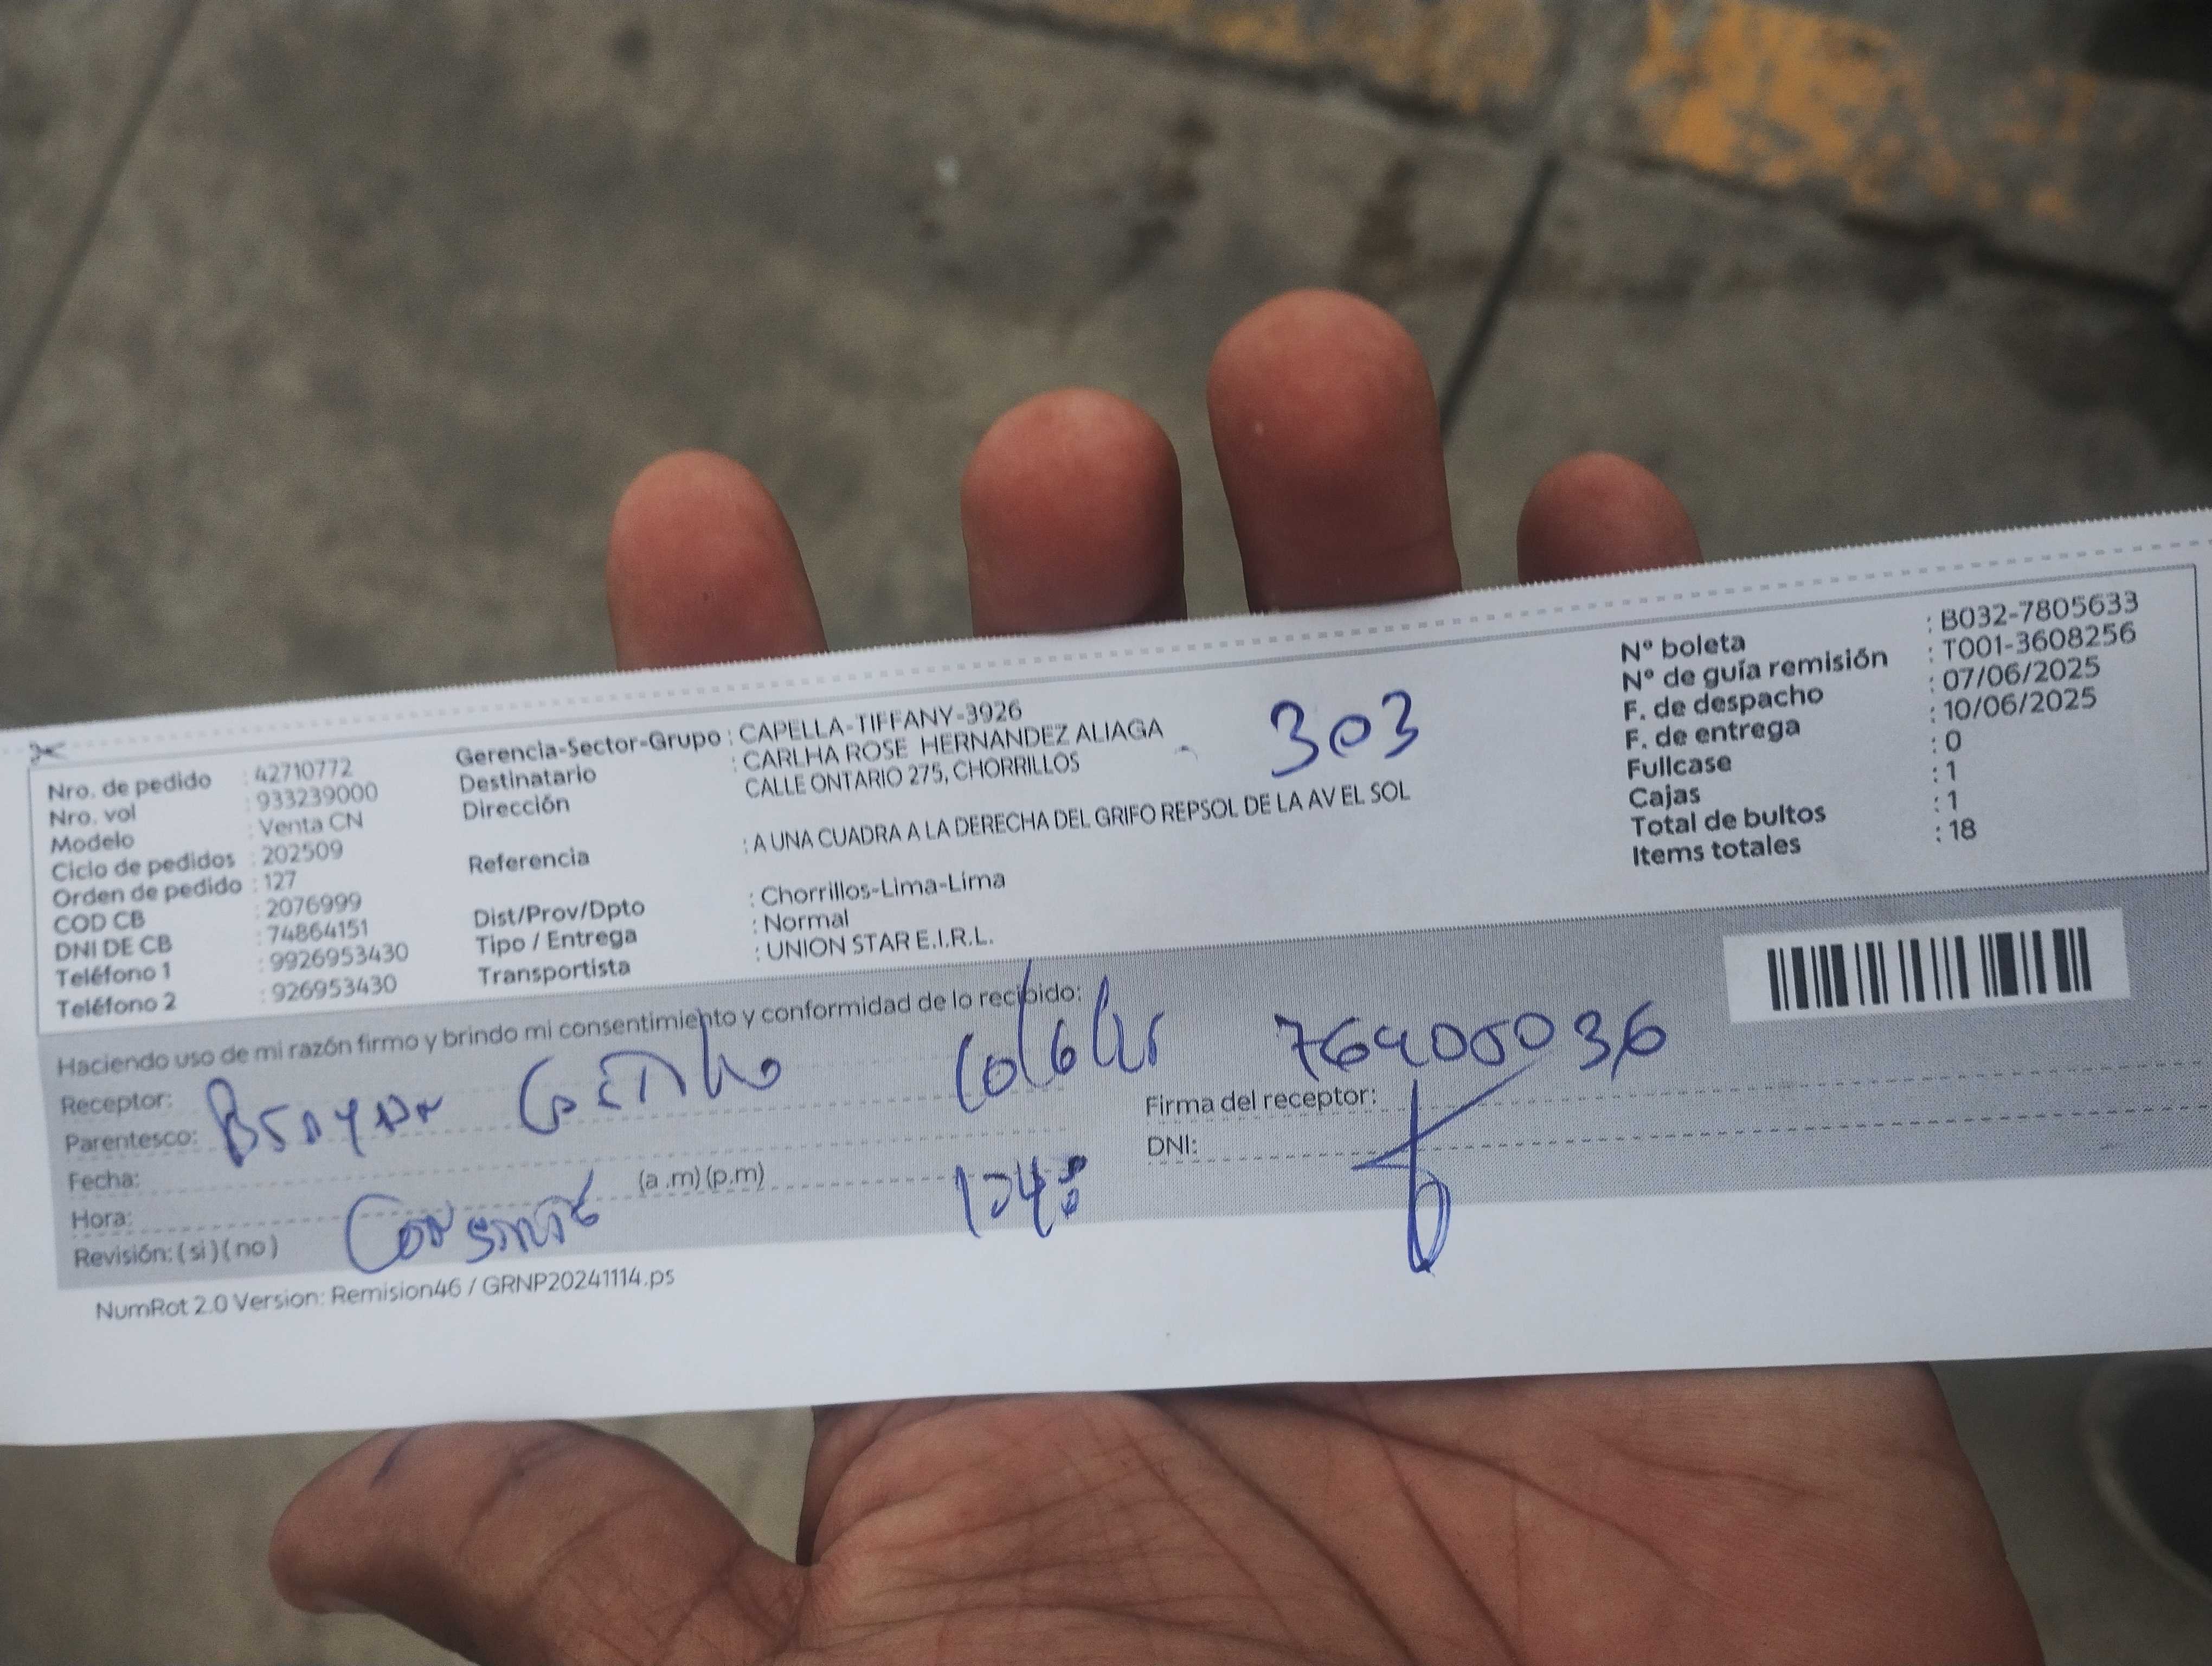 Nro. de pedido : 42710772
Nro. vol : 933239000
Modelo : Venta CN
Ciclo de pedidos : 202509
Orden de pedido : 127
COD CB : 2076999
DNI DE CB : 74864151
Teléfono 1 : 9926953430
Teléfono 2 : 926953430
Gerencia-Sector-Grupo : CAPELLA-TIFFANY-3926
Destinatario : CARLHA ROSE HERNANDEZ ALIAGA
Dirección CALLE ONTARIO 275, CHORRILLOS
303
Referencia : A UNA CUADRA A LA DERECHA DEL GRIFO REPSOL DE LA AV EL SOL
Dist/Prov/Dpto : Chorrillos-Lima-Lima
Tipo / Entrega : Normal
Transportista : UNION STAR E.I.R.L.
N° boleta : B032-7805633
N° de guía remisión : T001-3608256
F. de despacho : 07/06/2025
F. de entrega : 10/06/2025
Fullcase : 0
Cajas : 1
Total de bultos : 1
Items totales : 18
Haciendo uso de mi razón firmo y brindo mi consentimiento y conformidad de lo recibido:
Receptor:
Parentesco:
Fecha:
Hora: (a .m) (p.m)
Revisión: ( si ) ( no )
Firma del receptor:
DNI:
NumRot 2.0 Version: Remision46 / GRNP20241114.ps